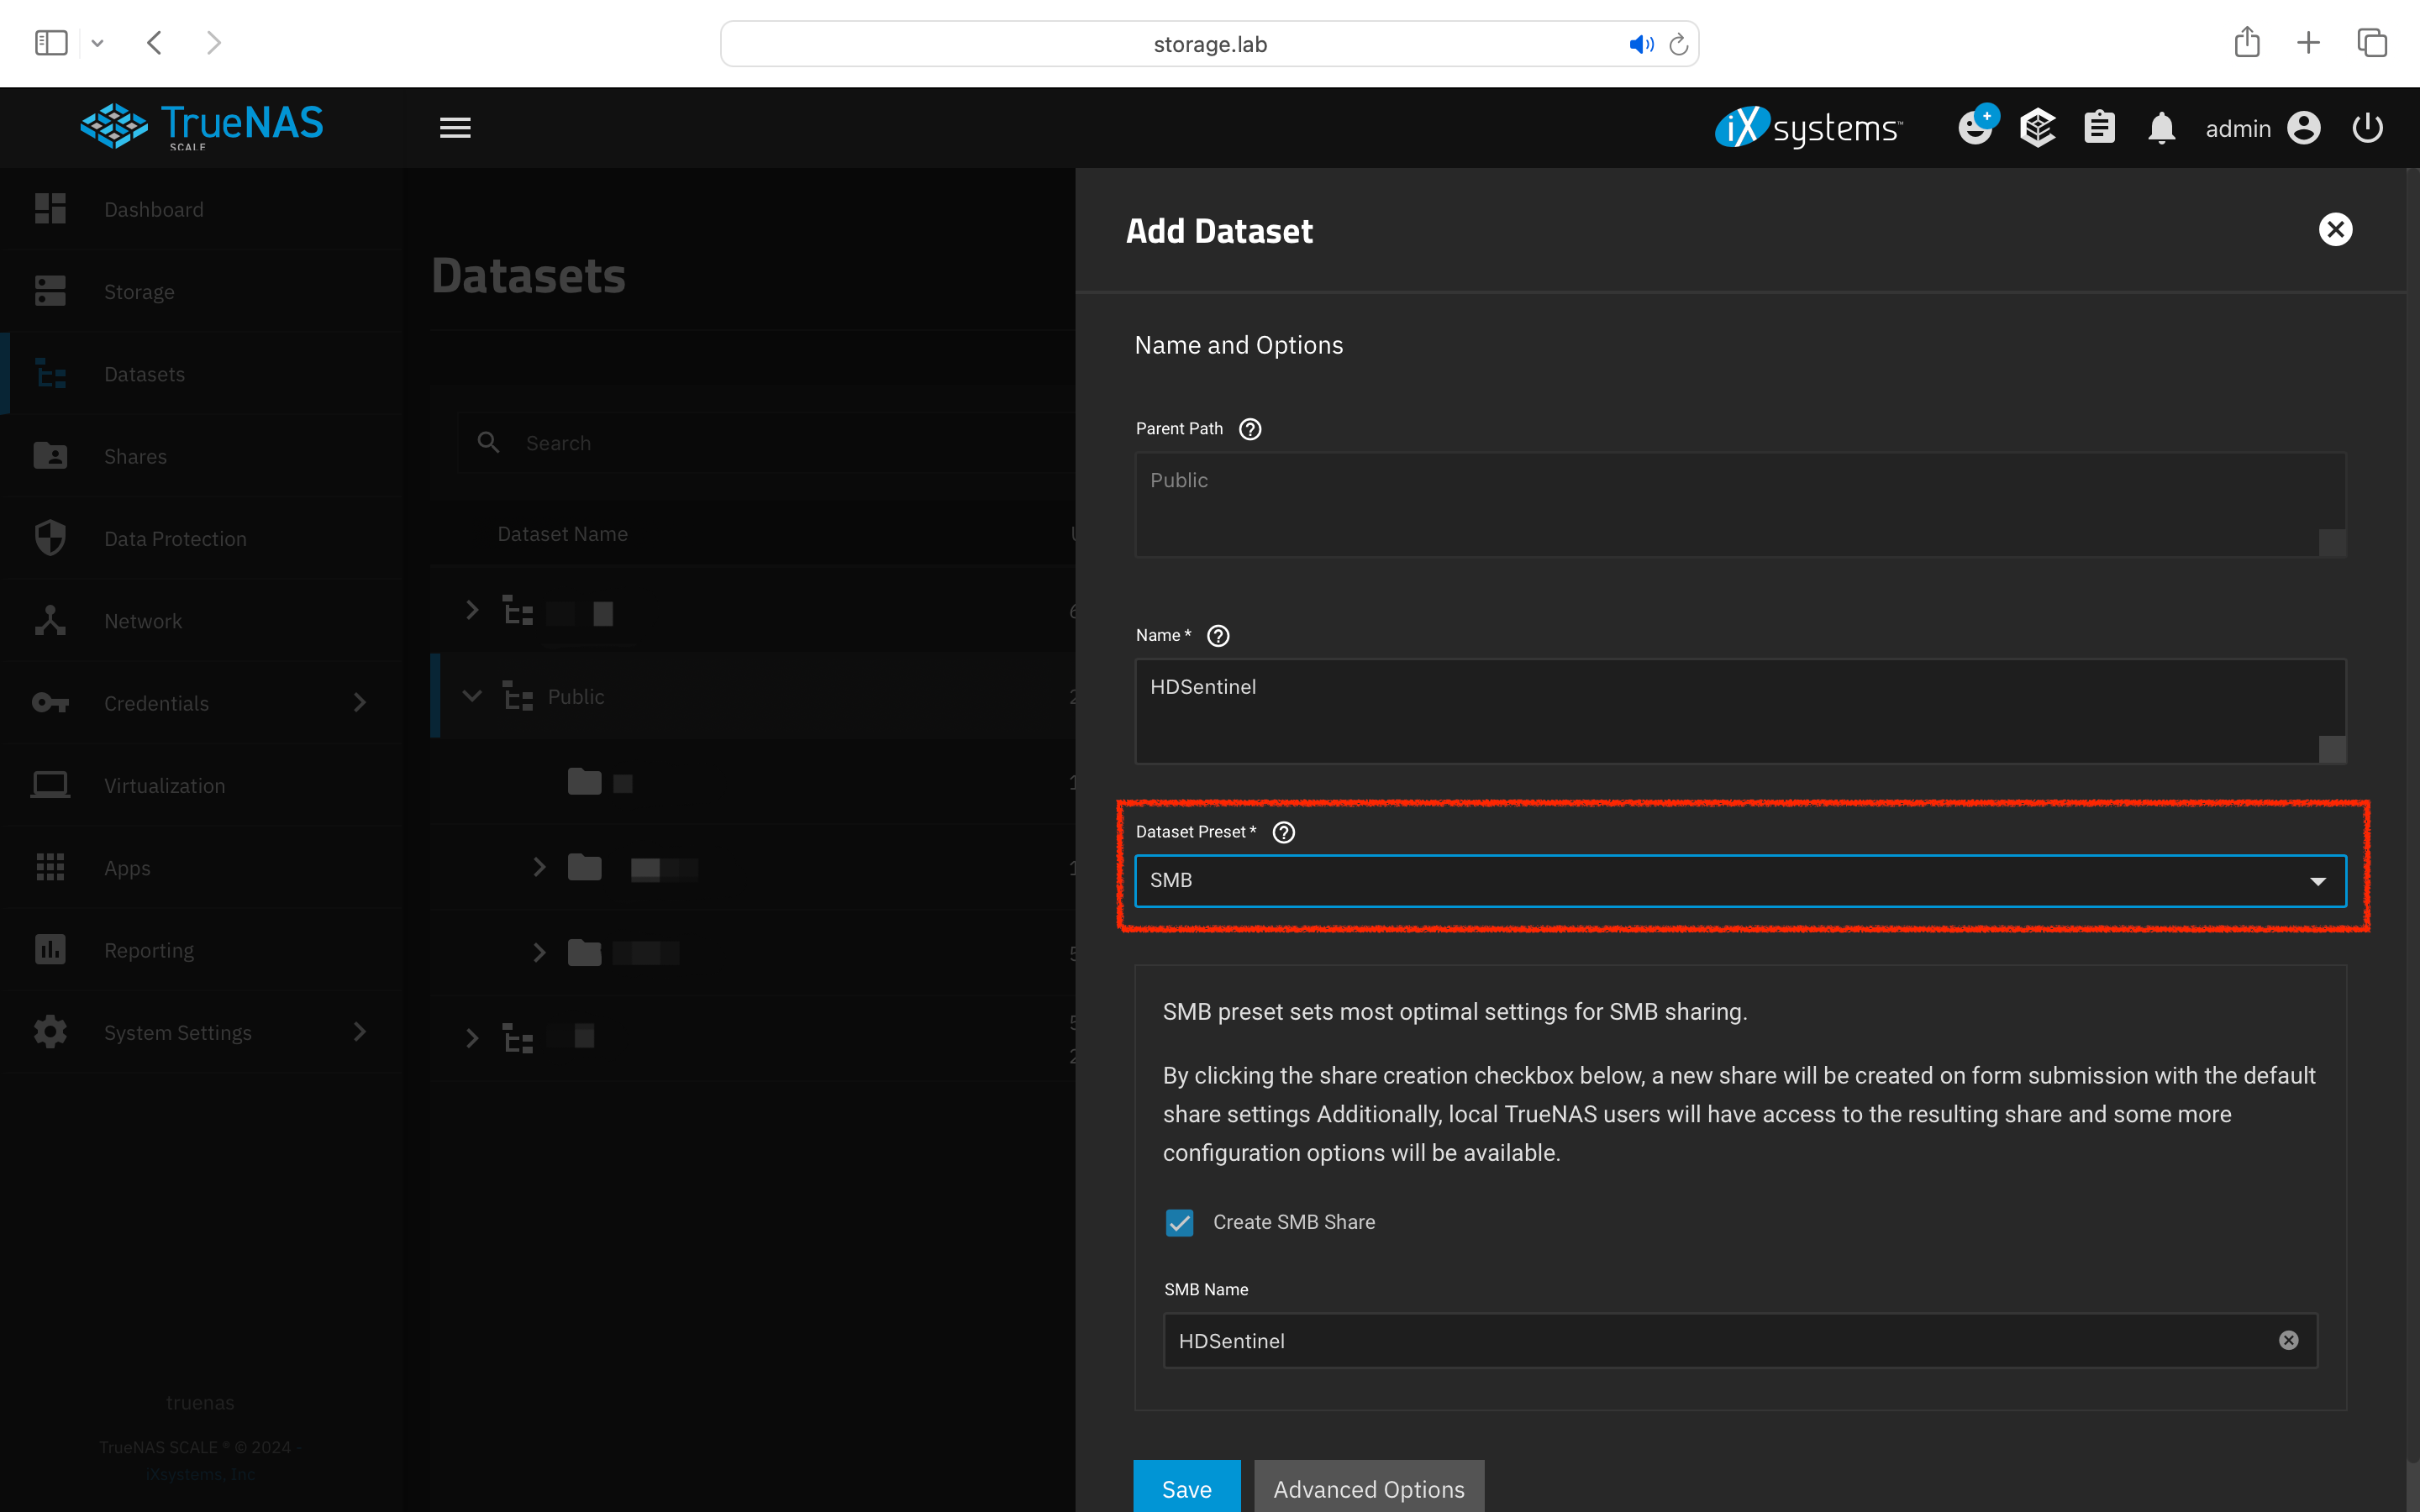 storage.lab
TrueNAS
SCALE
iX systems™
admin
Dashboard
Storage
Datasets
Shares
Data Protection
Network
Credentials
Virtualization
Apps
Reporting
System Settings
truenas
TrueNAS SCALE ® © 2024 -
iXsystems, Inc
Datasets
Search
Dataset Name
Public
Add Dataset
Name and Options
Parent Path
Public
Name *
HDSentinel
Dataset Preset *
SMB
SMB preset sets most optimal settings for SMB sharing.
By clicking the share creation checkbox below, a new share will be created on form submission with the default
share settings Additionally, local TrueNAS users will have access to the resulting share and some more
configuration options will be available.
Create SMB Share
SMB Name
HDSentinel
Save
Advanced Options